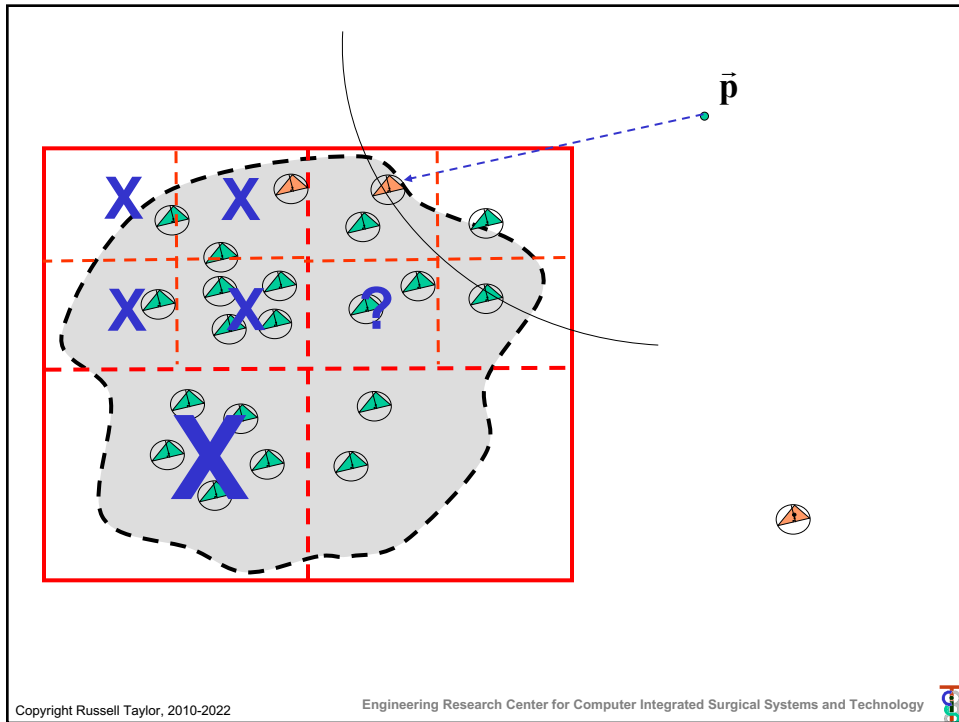 p
X X
X X ?
X
Copyright Russell Taylor, 2010-2022
Engineering Research Center for Computer Integrated Surgical Systems and Technology